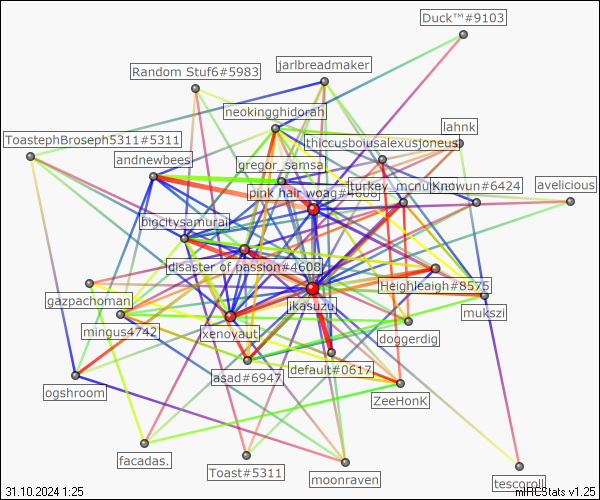 Duck™#9103
jarlbreadmaker
Random Stuf6#5983
neokingghidorah
lahnk
ToastephBroseph5311#5311
thiccusboiusalexusjoneus
landnewbees
gregor_samsa
pink hair woag#4608
turkey_mcnu
Knowun#6424
avelicious
bigcitysamurai
disaster of passion#4608
Heighleigh#8575
gazpachoman
ikasuzu
mukszi
mingus4742
xenoyaut
doggerdig
default#0617
asad#6947
ogshroom
ZeeHonK
facadas.
Toast#5311
moonraven
tescoroll
31.10.2024 1:25
mIRCStats v1.25